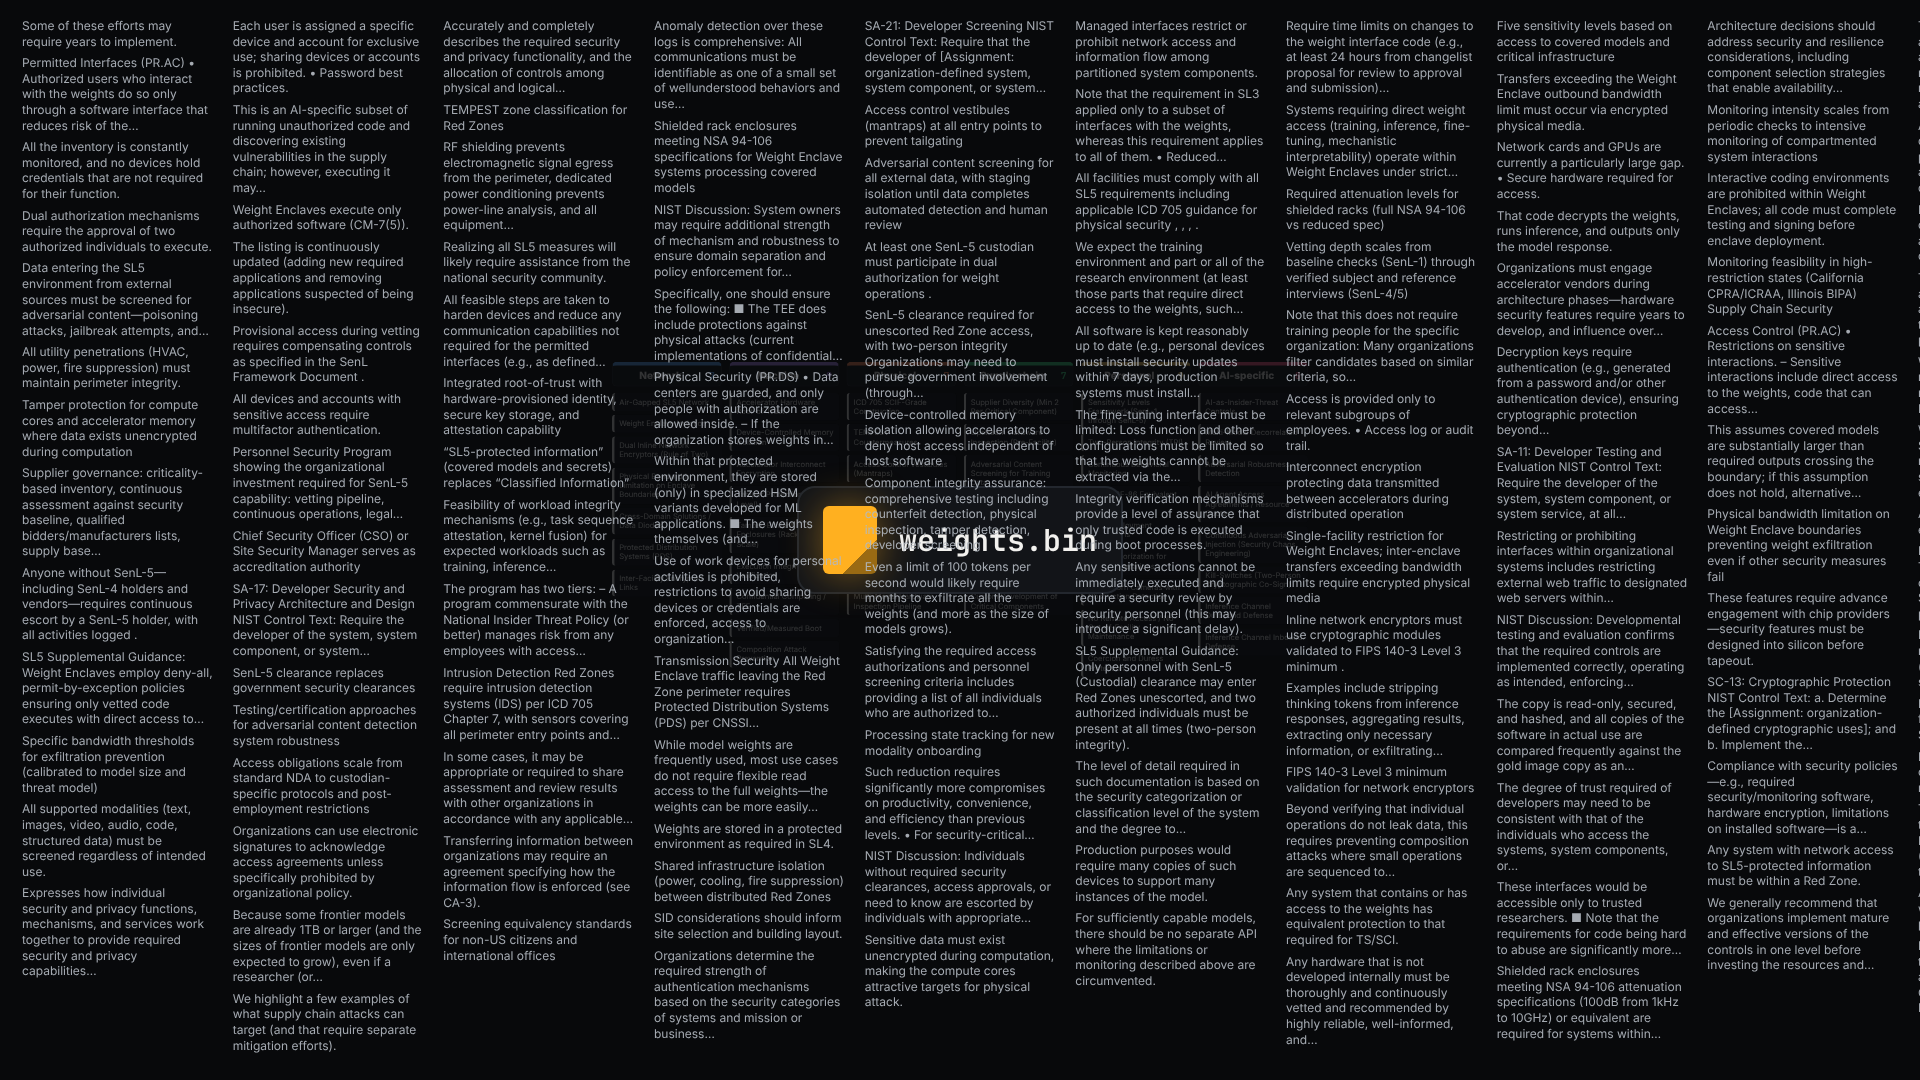 Some of these efforts may
require years to implement.
Permitted Interfaces (PR.AC) •
Authorized users who interact
with the weights do so only
through a software interface that
reduces risk of the...
All the inventory is constantly
monitored, and no devices hold
credentials that are not required
for their function.
Dual authorization mechanisms
require the approval of two
authorized individuals to execute.
Data entering the SL5
environment from external
sources must be screened for
adversarial content—poisoning
attacks, jailbreak attempts, and...
All utility penetrations (HVAC,
power, fire suppression) must
maintain perimeter integrity.
Tamper protection for compute
cores and accelerator memory
where data exists unencrypted
during computation
Supplier governance: criticality-
based inventory, continuous
assessment against security
baseline, qualified
bidders/manufacturers lists,
supply base...
Anyone without SenL-5—
including SenL-4 holders and
vendors—requires continuous
escort by a SenL-5 holder, with
all activities logged .
SL5 Supplemental Guidance:
Weight Enclaves employ deny-all,
permit-by-exception policies
ensuring only vetted code
executes with direct access to...
Specific bandwidth thresholds
for exfiltration prevention
(calibrated to model size and
threat model)
All supported modalities (text,
images, video, audio, code,
structured data) must be
screened regardless of intended
use.
Expresses how individual
security and privacy functions,
mechanisms, and services work
together to provide required
security and privacy
capabilities...
Each user is assigned a specific
device and account for exclusive
use; sharing devices or accounts
is prohibited. • Password best
practices.
This is an AI-specific subset of
running unauthorized code and
discovering existing
vulnerabilities in the supply
chain; however, executing it
may...
Weight Enclaves execute only
authorized software (CM-7(5)).
The listing is continuously
updated (adding new required
applications and removing
applications suspected of being
insecure).
Provisional access during vetting
requires compensating controls
as specified in the SenL
Framework Document .
All devices and accounts with
sensitive access require
multifactor authentication.
Personnel Security Program
showing the organizational
investment required for SenL-5
capability: vetting pipeline,
continuous operations, legal...
Chief Security Officer (CSO) or
Site Security Manager serves as
accreditation authority
SA-17: Developer Security and
Privacy Architecture and Design
NIST Control Text: Require the
developer of the system, system
component, or system...
SenL-5 clearance replaces
government security clearances
Testing/certification approaches
for adversarial content detection
system robustness
Access obligations scale from
standard NDA to custodian-
specific protocols and post-
employment restrictions
Organizations can use electronic
signatures to acknowledge
access agreements unless
specifically prohibited by
organizational policy.
Because some frontier models
are already 1TB or larger (and the
sizes of frontier models are only
expected to grow), even if a
researcher (or...
We highlight a few examples of
what supply chain attacks can
target (and that require separate
mitigation efforts).
Accurately and completely
describes the required security
and privacy functionality, and the
allocation of controls among
physical and logical...
TEMPEST zone classification for
Red Zones
RF shielding prevents
electromagnetic signal egress
from the perimeter, dedicated
power conditioning prevents
power-line analysis, and all
equipment...
Realizing all SL5 measures will
likely require assistance from the
national security community.
All feasible steps are taken to
harden devices and reduce any
communication capabilities not
required for the permitted
interfaces (e.g., as defined...
Integrated root-of-trust with
hardware-provisioned identity,
secure key storage, and
attestation capability
“SL5-protected information”
(covered models and secrets)
replaces “Classified Information”
Feasibility of workload integrity
mechanisms (e.g., task sequence
attestation, kernel fusion) for
expected workloads such as
training, inference...
The program has two tiers: – A
program commensurate with the
National Insider Threat Policy (or
better) manages risk from any
employees with access...
Intrusion Detection Red Zones
require intrusion detection
systems (IDS) per ICD 705
Chapter 7, with sensors covering
all perimeter entry points and...
In some cases, it may be
appropriate or required to share
assessment and review results
with other organizations in
accordance with any applicable...
Transferring information between
organizations may require an
agreement specifying how the
information flow is enforced (see
CA-3).
Screening equivalency standards
for non-US citizens and
international offices
Anomaly detection over these
logs is comprehensive: All
communications must be
identifiable as one of a small set
of wellunderstood behaviors and
use...
Shielded rack enclosures
meeting NSA 94-106
specifications for Weight Enclave
systems processing covered
models
NIST Discussion: System owners
may require additional strength
of mechanism and robustness to
ensure domain separation and
policy enforcement for...
Specifically, one should ensure
the following: ■ The TEE does
include protections against
physical attacks (current
implementations of confidential...
Physical Security (PR.DS) • Data
centers are guarded, and only
people with authorization are
allowed inside. – If the
organization stores weights in...
Within that protected
environment, they are stored
(only) in specialized HSM
variants developed for ML
applications. ■ The weights
themselves (and...
Use of work devices for personal
activities is prohibited,
restrictions to avoid sharing
devices or credentials are
enforced, access to
organization...
Transmission Security All Weight
Enclave traffic leaving the Red
Zone perimeter requires
Protected Distribution Systems
(PDS) per CNSSI...
While model weights are
frequently used, most use cases
do not require flexible read
access to the full weights—the
weights can be more easily...
Weights are stored in a protected
environment as required in SL4.
Shared infrastructure isolation
(power, cooling, fire suppression)
between distributed Red Zones
SID considerations should inform
site selection and building layout.
Organizations determine the
required strength of
authentication mechanisms
based on the security categories
of systems and mission or
business...
SA-21: Developer Screening NIST
Control Text: Require that the
developer of [Assignment:
organization-defined system,
system component, or system...
Access control vestibules
(mantraps) at all entry points to
prevent tailgating
Adversarial content screening for
all external data, with staging
isolation until data completes
automated detection and human
review
At least one SenL-5 custodian
must participate in dual
authorization for weight
operations .
SenL-5 clearance required for
unescorted Red Zone access,
with two-person integrity
Organizations may need to
pursue government involvement
(through...
Device-controlled memory
isolation allowing accelerators to
deny access independent of
host software
Component integrity assurance:
comprehensive testing including
counterfeit detection, physical
inspection, tamper detection,
developer screening
weights.bin
Even a limit of 100 tokens per
second would likely require
months to exfiltrate all the
weights (and more as the size of
models grows).
Satisfying the required access
authorizations and personnel
screening criteria includes
providing a list of all individuals
who are authorized to...
Processing state tracking for new
modality onboarding
Such reduction requires
significantly more compromises
on productivity, convenience,
and efficiency than previous
levels. • For security-critical...
NIST Discussion: Individuals
without required security
clearances, access approvals, or
need to know are escorted by
individuals with appropriate...
Sensitive data must exist
unencrypted during computation,
making the compute cores
attractive targets for physical
attack.
Managed interfaces restrict or
prohibit network access and
information flow among
partitioned system components.
Note that the requirement in SL3
applied only to a subset of
interfaces with the weights,
whereas this requirement applies
to all of them. • Reduced...
All facilities must comply with all
SL5 requirements including
applicable ICD 705 guidance for
physical security , , , .
We expect the training
environment and part or all of the
research environment (at least
those parts that require direct
access to the weights, such...
All software is kept reasonably
up to date (e.g., personal devices
must install security updates
within 7 days, production
systems must install...
The fine-tuning interface must be
limited: Loss function and other
configurations must be limited so
that the weights cannot be
extracted via the...
Integrity verification mechanisms
provide a level of assurance that
only trusted code is executed
during boot processes.
Any sensitive actions cannot be
immediately executed and
require a security review by
security personnel (this may
introduce a significant delay).
SL5 Supplemental Guidance:
Only personnel with SenL-5
(Custodial) clearance may enter
Red Zones unescorted, and two
authorized individuals must be
present at all times (two-person
integrity).
The level of detail required in
such documentation is based on
the security categorization or
classification level of the system
and the degree to...
Production purposes would
require many copies of such
devices to support many
instances of the model.
For sufficiently capable models,
there should be no separate API
where the limitations or
monitoring described above are
circumvented.
Require time limits on changes to
the weight interface code (e.g.,
at least 24 hours from changelist
proposal for review to approval
and submission)...
Systems requiring direct weight
access (training, inference, fine-
tuning, mechanistic
interpretability) operate within
Weight Enclaves under strict...
Required attenuation levels for
shielded racks (full NSA 94-106
vs reduced spec)
Vetting depth scales from
baseline checks (SenL-1) through
verified subject and reference
interviews (SenL-4/5)
Note that this does not require
training people for the specific
organization: Many organizations
filter candidates based on similar
criteria, so...
Access is provided only to
relevant subgroups of
employees. • Access log or audit
trail.
Interconnect encryption
protecting data transmitted
between accelerators during
distributed operation
Single-facility restriction for
Weight Enclaves; inter-enclave
transfers exceeding bandwidth
limits require encrypted physical
media
Inline network encryptors must
use cryptographic modules
validated to FIPS 140-3 Level 3
minimum .
Examples include stripping
thinking tokens from inference
responses, aggregating results,
extracting only necessary
information, or exfiltrating...
FIPS 140-3 Level 3 minimum
validation for network encryptors
Beyond verifying that individual
operations do not leak data, this
requires preventing composition
attacks where small operations
are sequenced to...
Any system that contains or has
access to the weights has
equivalent protection to that
required for TS/SCI.
Any hardware that is not
developed internally must be
thoroughly and continuously
vetted and recommended by
highly reliable, well-informed,
and...
Five sensitivity levels based on
access to covered models and
critical infrastructure
Transfers exceeding the Weight
Enclave outbound bandwidth
limit must occur via encrypted
physical media.
Network cards and GPUs are
currently a particularly large gap.
• Secure hardware required for
access.
That code decrypts the weights,
runs inference, and outputs only
the model response.
Organizations must engage
accelerator vendors during
architecture phases—hardware
security features require years to
develop, and influence over...
Decryption keys require
authentication (e.g., generated
from a password and/or other
authentication device), ensuring
cryptographic protection
beyond...
SA-11: Developer Testing and
Evaluation NIST Control Text:
Require the developer of the
system, system component, or
system service, at all...
Restricting or prohibiting
interfaces within organizational
systems includes restricting
external web traffic to designated
web servers within...
NIST Discussion: Developmental
testing and evaluation confirms
that the required controls are
implemented correctly, operating
as intended, enforcing...
The copy is read-only, secured,
and hashed, and all copies of the
software in actual use are
compared frequently against the
gold image copy as an...
The degree of trust required of
developers may need to be
consistent with that of the
individuals who access the
systems, system components,
or...
These interfaces would be
accessible only to trusted
researchers. ■ Note that the
requirements for code being hard
to abuse are significantly more...
Shielded rack enclosures
meeting NSA 94-106 attenuation
specifications (100dB from 1kHz
to 10GHz) or equivalent are
required for systems within...
Architecture decisions should
address security and resilience
considerations, including
component selection strategies
that enable availability...
Monitoring intensity scales from
periodic checks to intensive
monitoring of compartmented
system interactions
Interactive coding environments
are prohibited within Weight
Enclaves; all code must complete
testing and signing before
enclave deployment.
Monitoring feasibility in high-
restriction states (California
CPRA/ICRAA, Illinois BIPA)
Supply Chain Security
Access Control (PR.AC) •
Restrictions on sensitive
interactions. – Sensitive
interactions include direct access
to the weights, code that can
access...
This assumes covered models
are substantially larger than
required outputs crossing the
boundary; if this assumption
does not hold, alternative...
Physical bandwidth limitation on
Weight Enclave boundaries
preventing weight exfiltration
even if other security measures
fail
These features require advance
engagement with chip providers
—security features must be
designed into silicon before
tapeout.
SC-13: Cryptographic Protection
NIST Control Text: a. Determine
the [Assignment: organization-
defined cryptographic uses]; and
b. Implement the...
Compliance with security policies
—e.g., required
security/monitoring software,
hardware encryption, limitations
on installed software—is a...
Any system with network access
to SL5-protected information
must be within a Red Zone.
We generally recommend that
organizations implement mature
and effective versions of the
controls in one level before
investing the resources and...